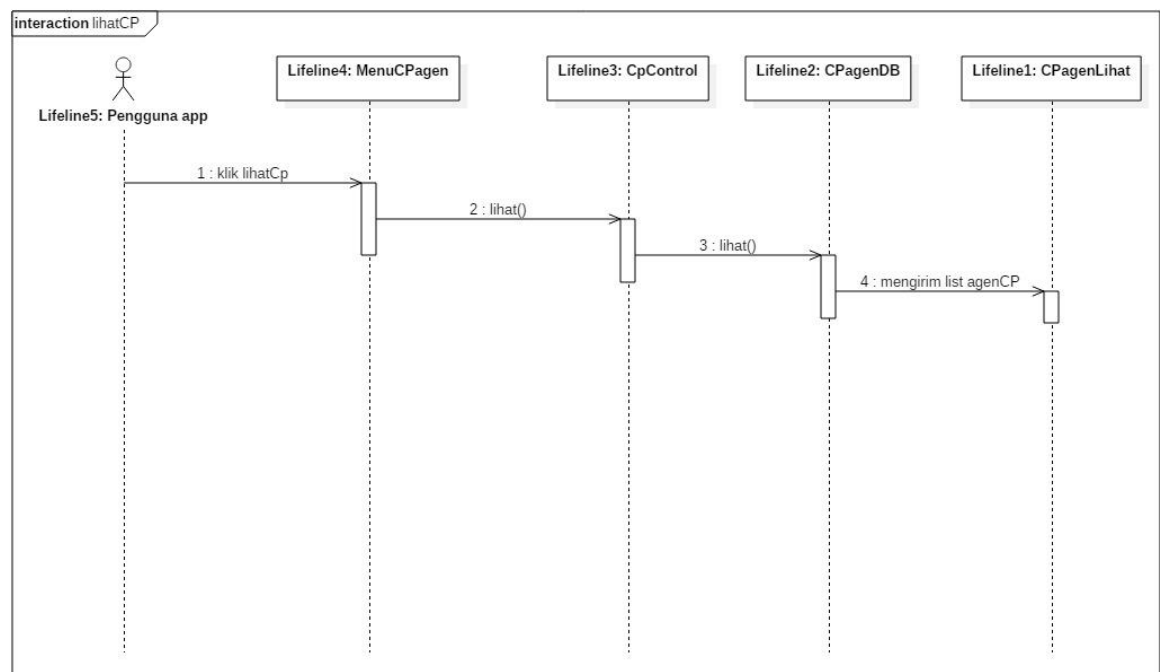 interaction lihatCP
Lifeline4: MenuCPagen
Lifeline3: CpControl
Lifeline2: CPagenDB
Lifeline1: CPagenLihat
Lifeline5: Pengguna app
1 : klik lihatCp
2 : lihat()
3 : lihat()
4 : mengirim list agenCP